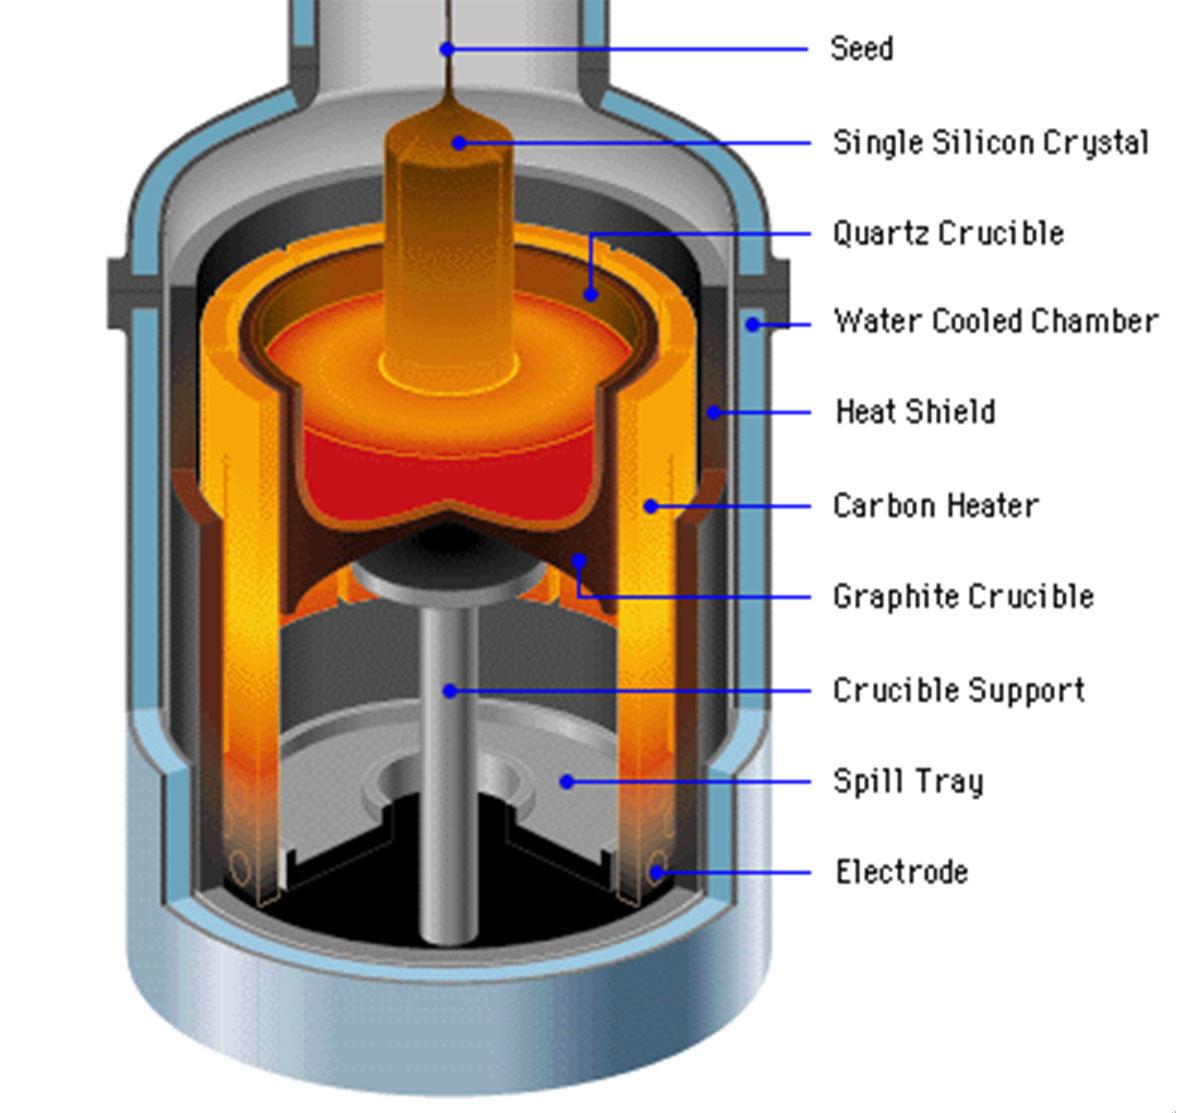 Seed
Single Silicon Crystal
Quartz Crucible
Water Cooled Chamber
Heat Shield
Carbon Heater
Graphite Crucible
Crucible Support
Spill Tray
Electrode